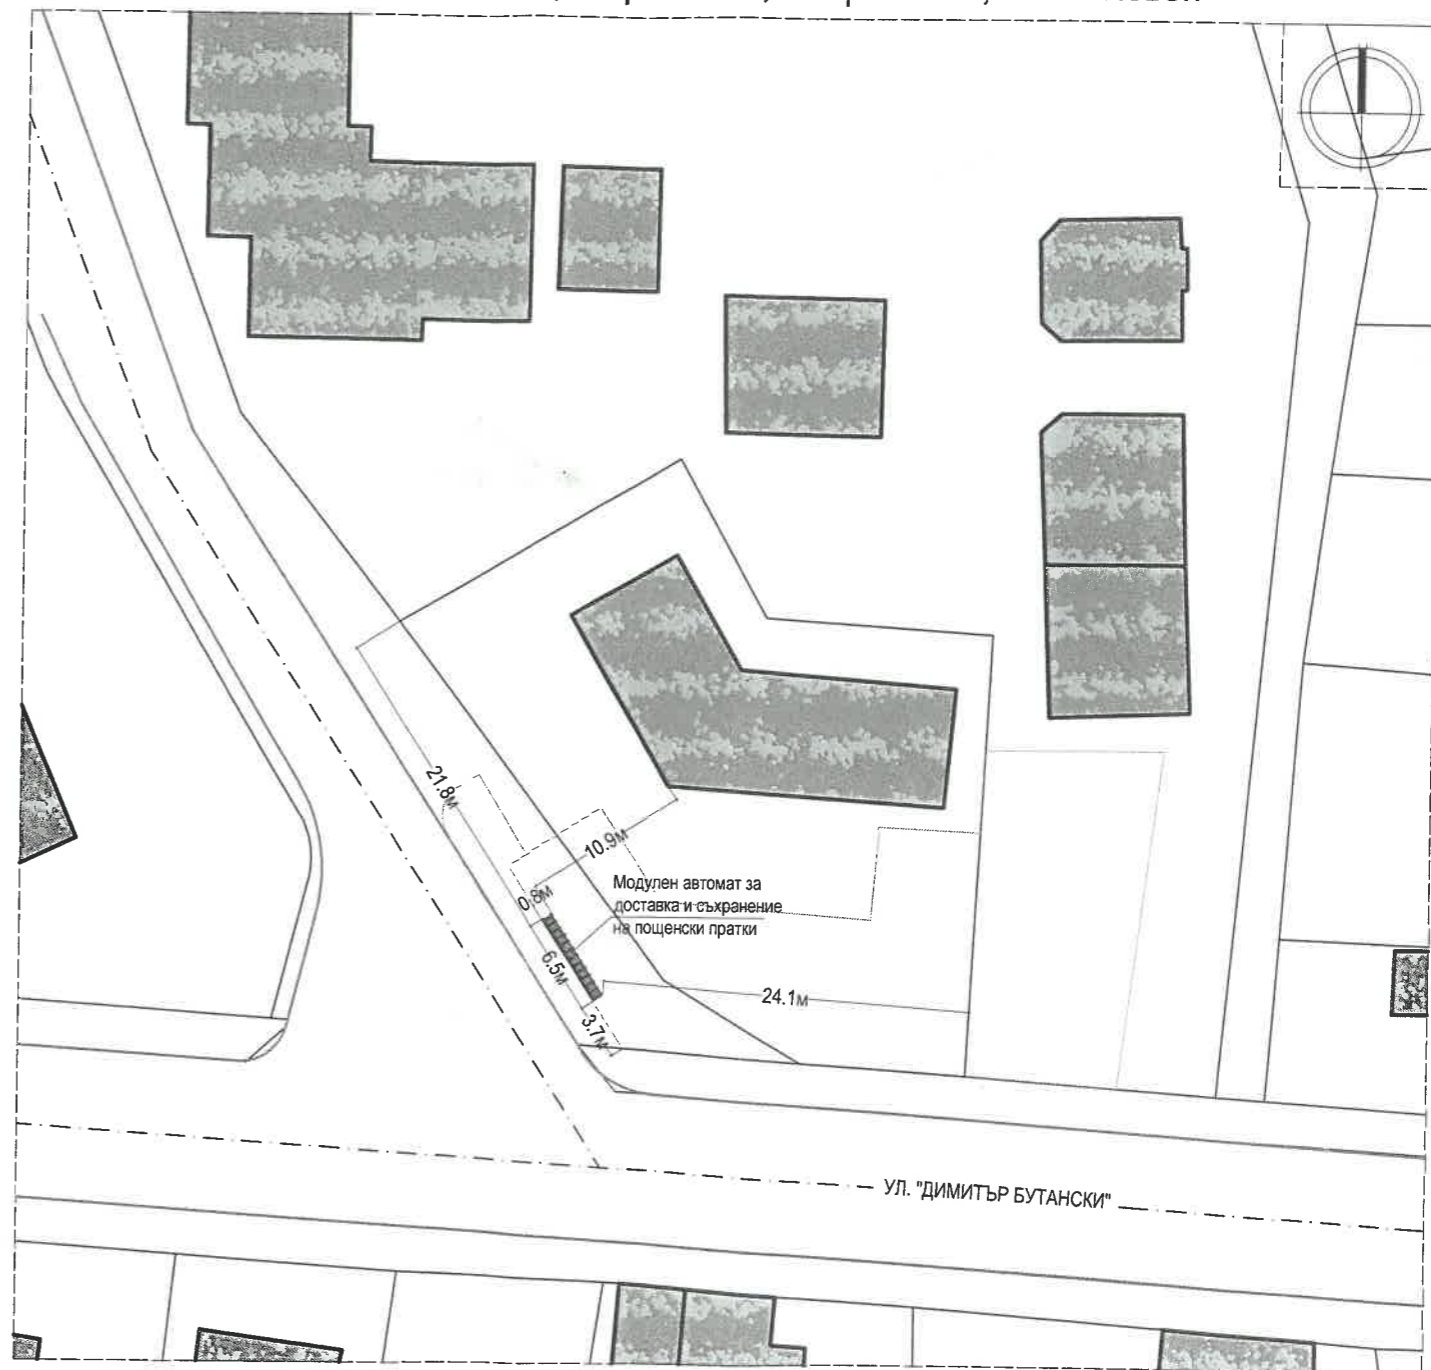 21.8м
10.9м
0.8м
Модулен автомат за
доставка и съхранение
на пощенски пратки
6.5м
24.1м
3.7м
УЛ. "ДИМИТЪР БУТАНСКИ"